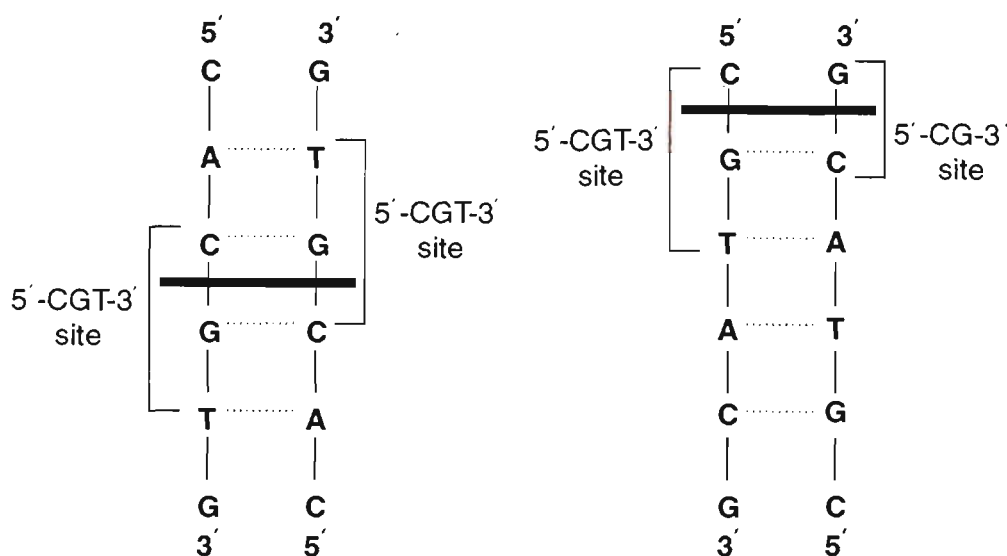 5′ 3′
C G
A T
C G
G C
T A
G C
3′ 5′
5′-CGT-3′
site
5′-CGT-3′
site
5′ 3′
C G
G C
T A
A T
C G
G C
3′ 5′
5′-CGT-3′
site
5′-CG-3′
site